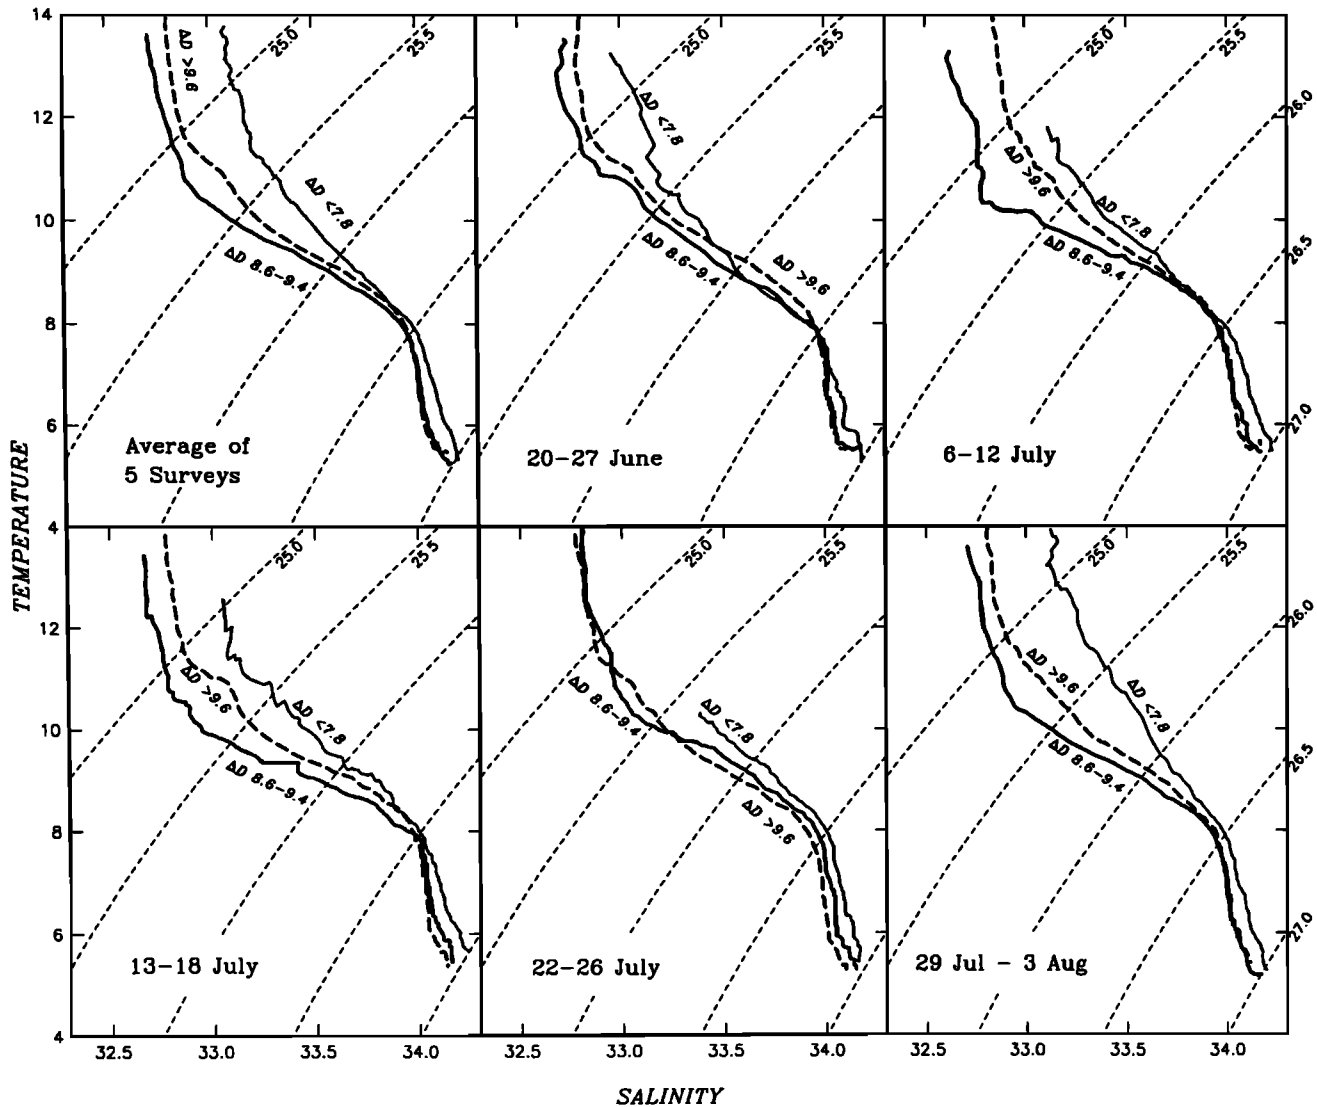 14
12
10
8
6
4
12
10
8
6
4
TEMPERATURE
25.0
25.5
ΔD >9.6
ΔD <7.8
ΔD 8.6–9.4
Average of
5 Surveys
25.0
25.5
ΔD <7.8
ΔD 8.6–9.4
ΔD >9.6
20–27 June
25.0
25.5
26.0
26.5
27.0
ΔD >9.6
ΔD <7.8
ΔD 8.6–9.4
6–12 July
25.0
25.5
ΔD >9.6
ΔD <7.8
ΔD 8.6–9.4
13–18 July
25.0
25.5
ΔD 8.6–9.4
ΔD <7.8
ΔD >9.6
22–26 July
25.0
25.5
26.0
26.5
27.0
ΔD >9.6
ΔD <7.8
ΔD 8.6–9.4
29 Jul – 3 Aug
32.5 33.0 33.5 34.0
32.5 33.0 33.5 34.0
32.5 33.0 33.5 34.0
SALINITY